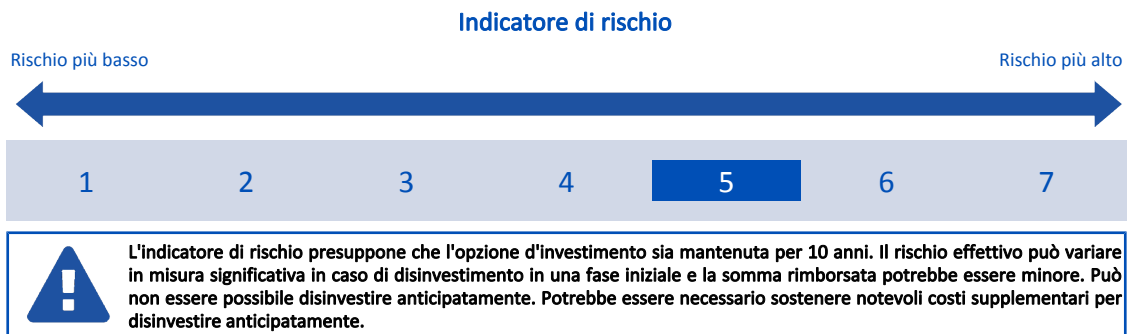 Indicatore di rischio
Rischio più basso Rischio più alto
1 2 3 4 5 6 7
L'indicatore di rischio presuppone che l'opzione d'investimento sia mantenuta per 10 anni. Il rischio effettivo può variare
in misura significativa in caso di disinvestimento in una fase iniziale e la somma rimborsata potrebbe essere minore. Può
non essere possibile disinvestire anticipatamente. Potrebbe essere necessario sostenere notevoli costi supplementari per
disinvestire anticipatamente.